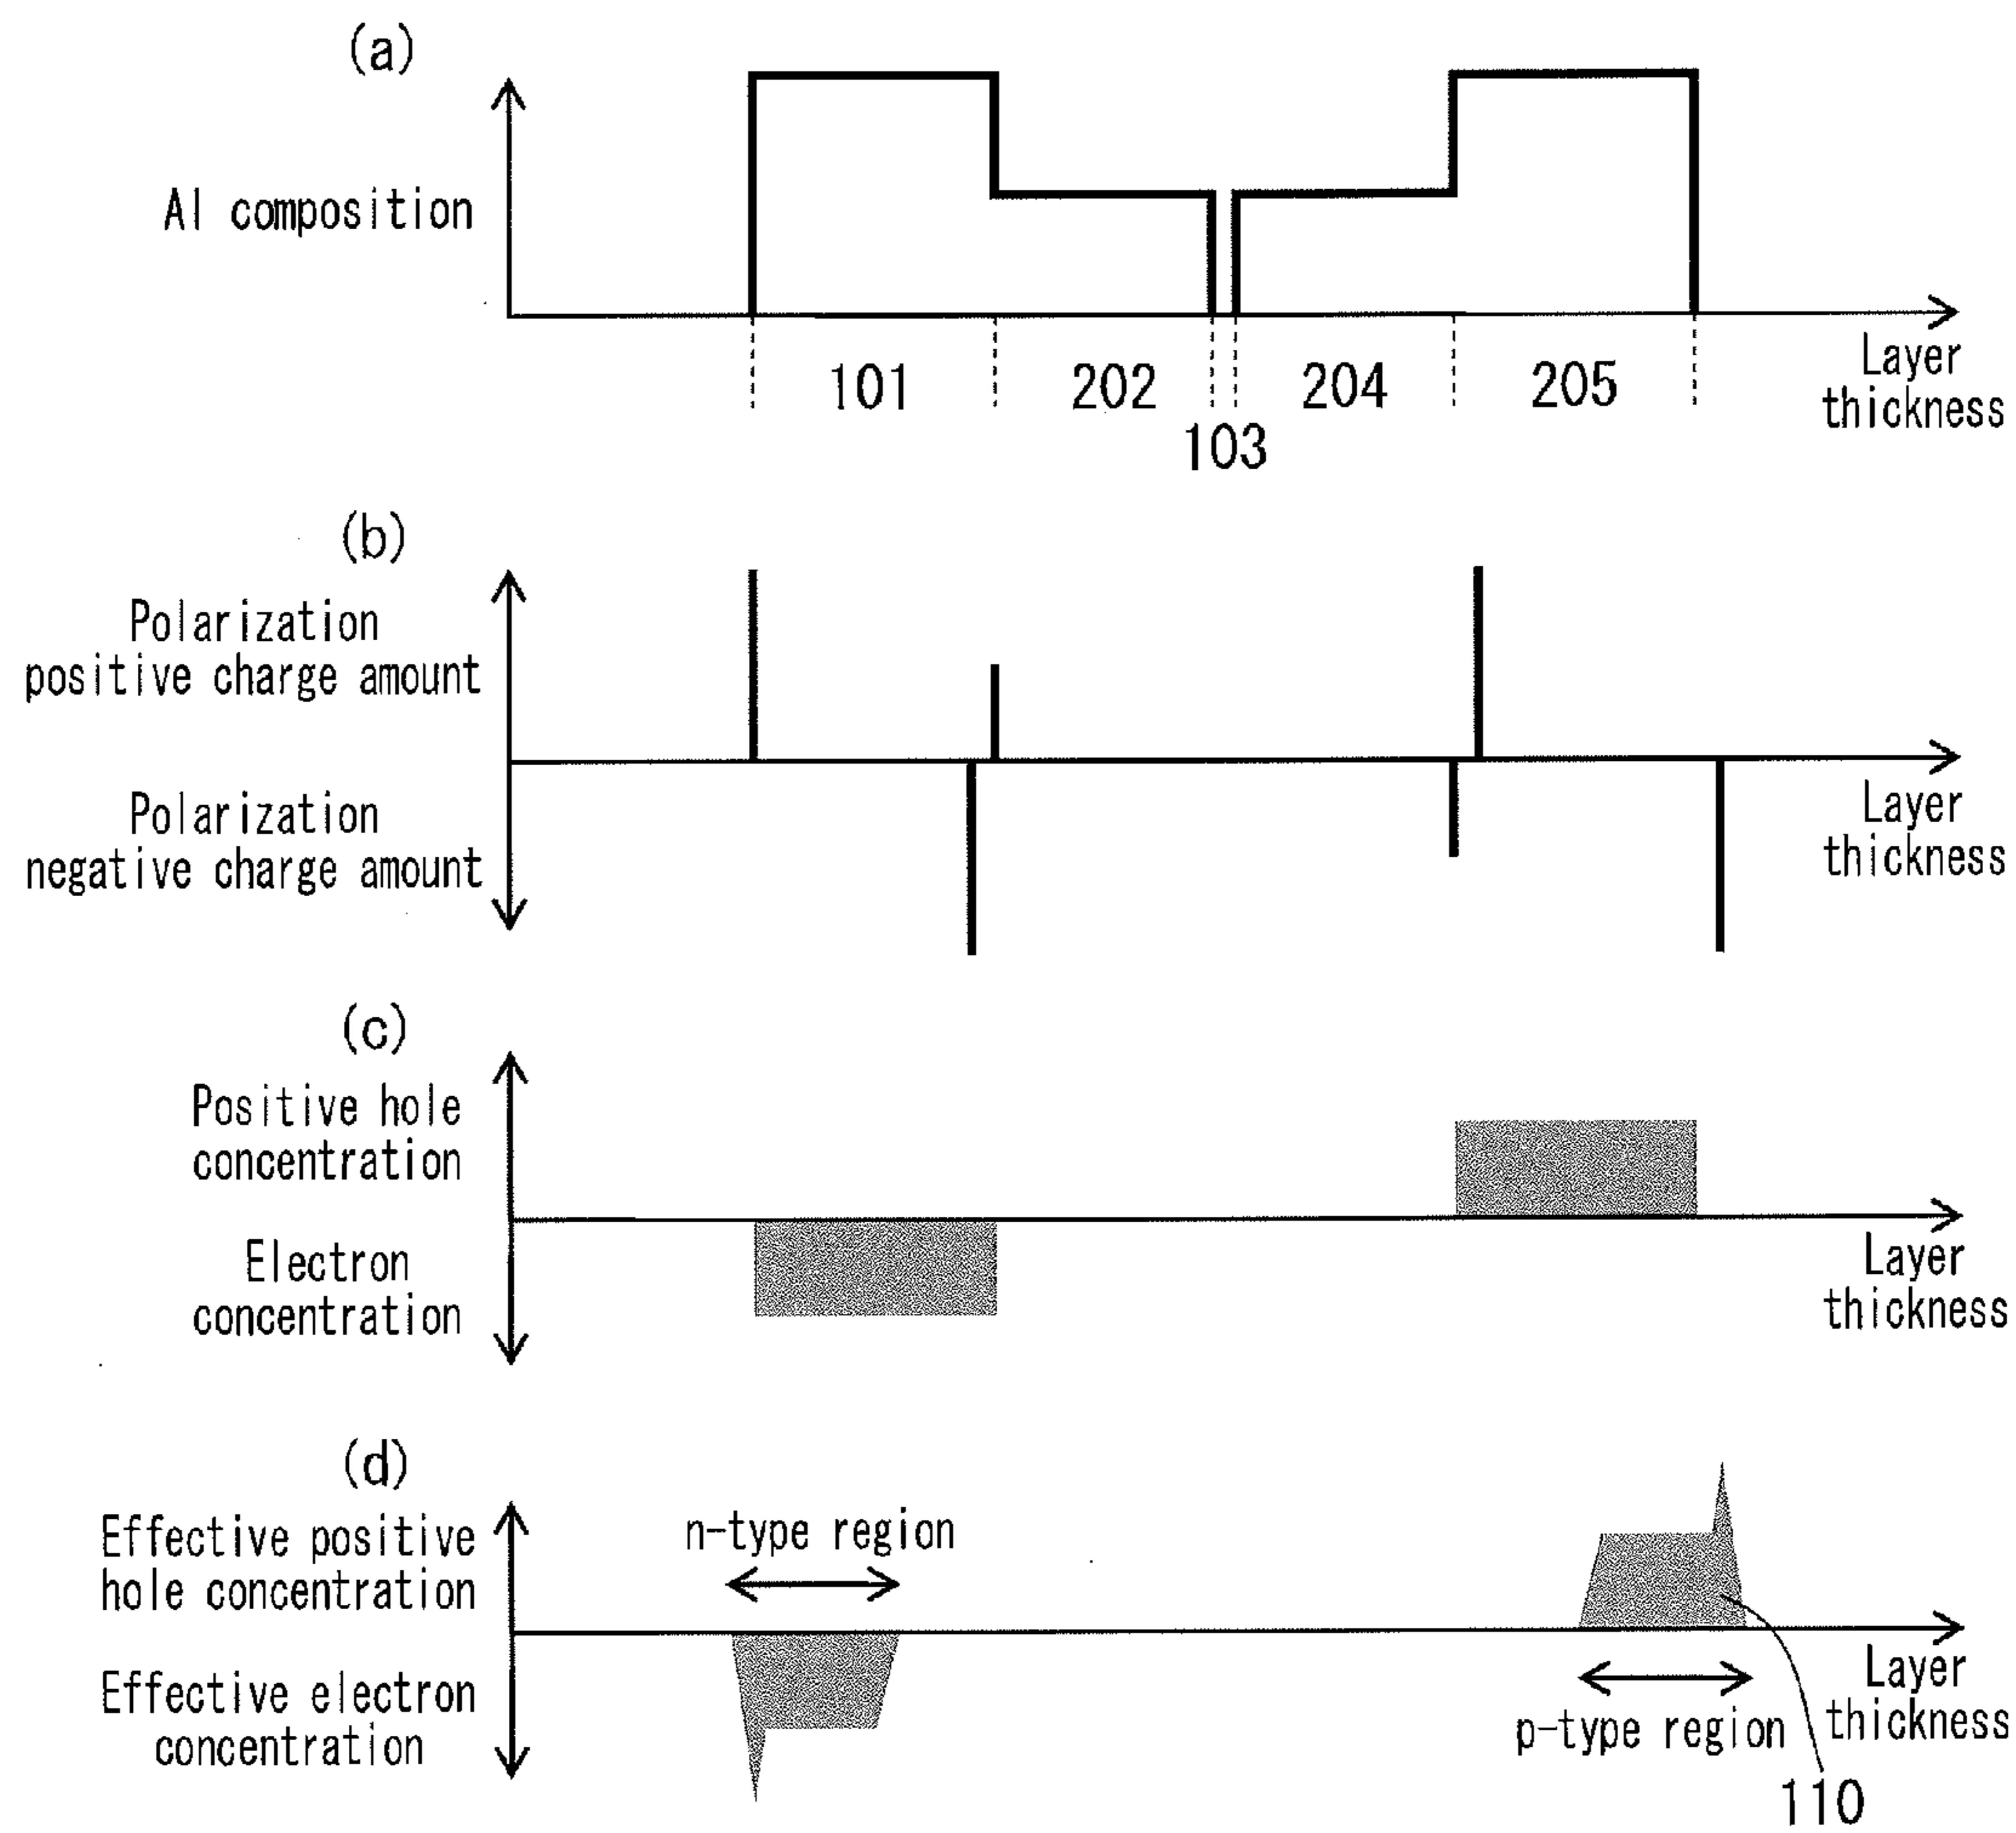 (a)
Al composition
Layer
thickness
101
202
204
205
103
(b)
Polarization
positive charge amount
Polarization
negative charge amount
Layer
thickness
(c)
Positive hole
concentration
Electron
concentration
Layer
thickness
(d)
Effective positive
hole concentration
n-type region
Effective electron
concentration
Layer
thickness
p-type region
110